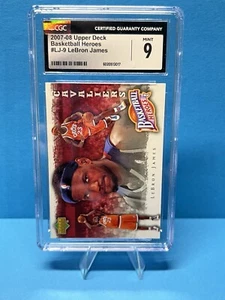 CGC
CERTIFIED GUARANTY COMPANY
2007-08 Upper Deck
Basketball Heroes
#LJ-9 LeBron James
MINT
9
CAVALIERS
BASKETBALL
HEROES
LEBRON JAMES
23